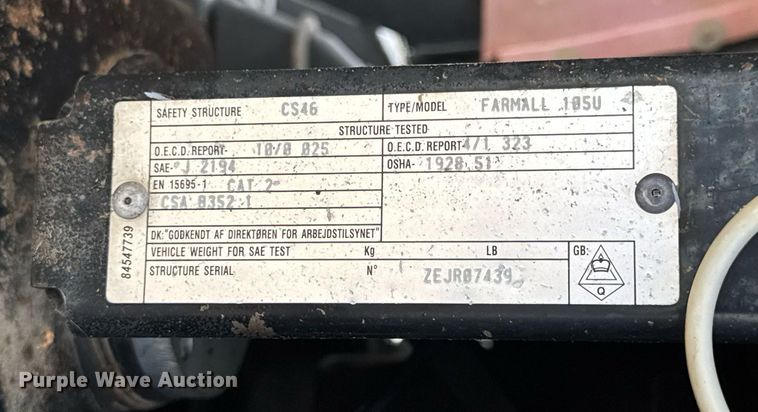 SAFETY STRUCTURE CS46 TYPE/MODEL FARMALL 105U
STRUCTURE TESTED
O.E.C.D. REPORT- 10/0 025 O.E.C.D. REPORT 4/1 323
SAE- J 2194 OSHA- 1928.51
EN 15695-1 CAT 2
CSA B352.1
DK:"GODKENDT AF DIREKTØREN FOR ARBEJDSTILSYNET"
VEHICLE WEIGHT FOR SAE TEST Kg LB GB:
STRUCTURE SERIAL N° ZEJR07439
Q
84547739
Purple Wave Auction